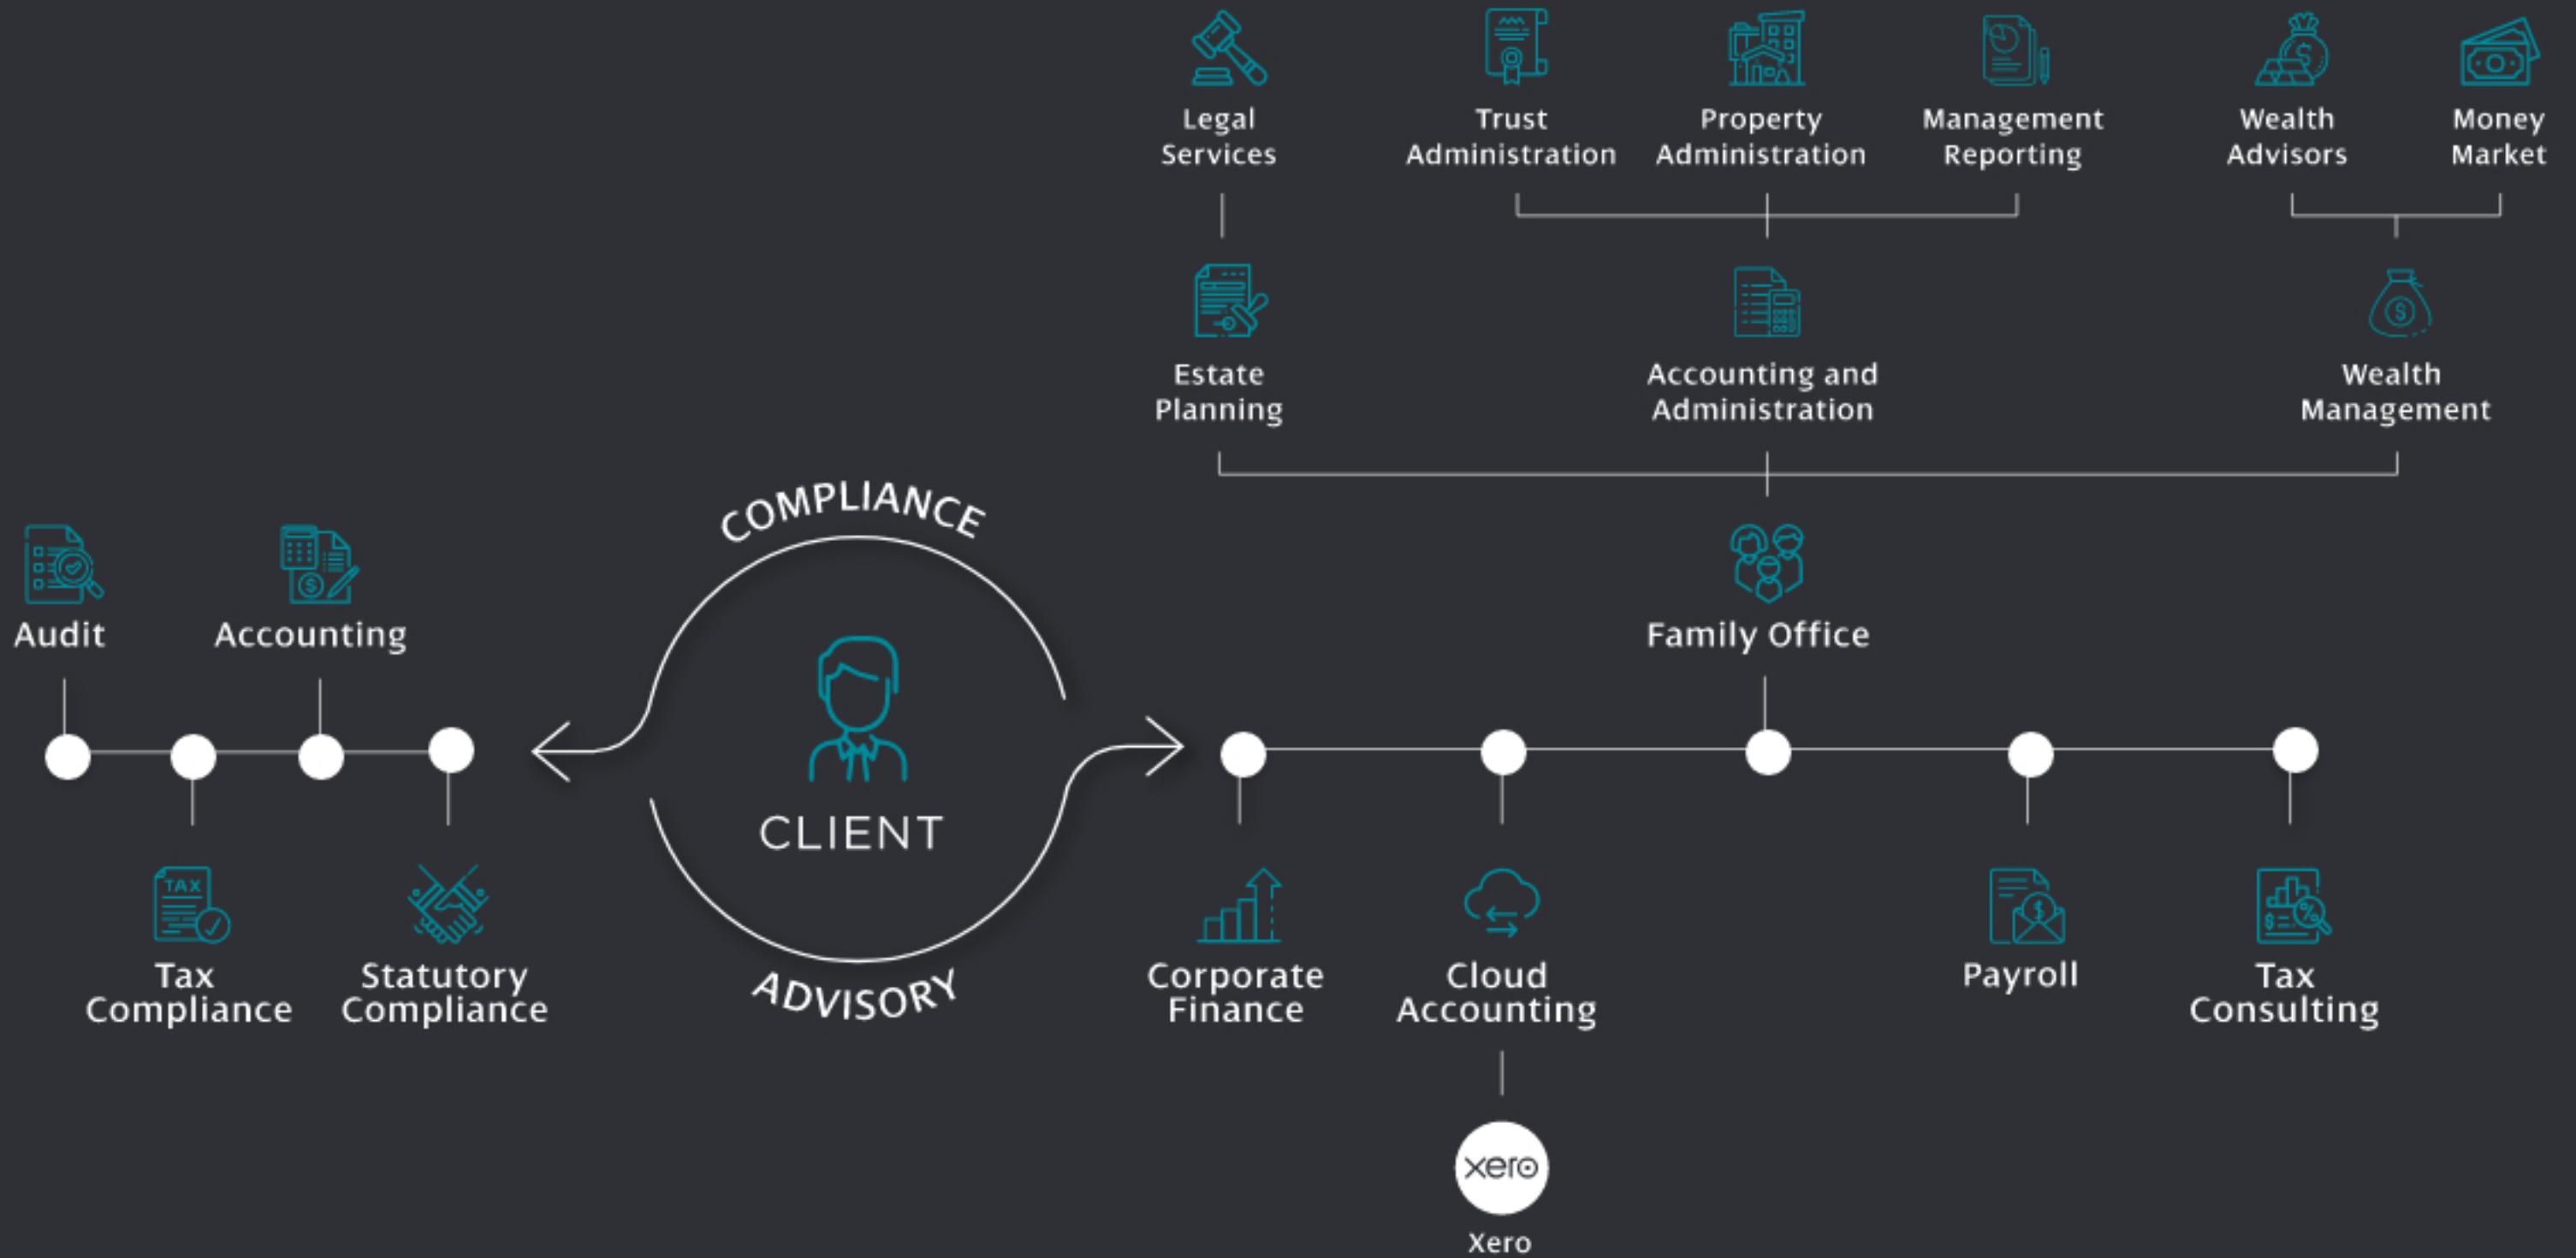 Legal
Services
Trust
Administration
Property
Administration
Management
Reporting
Wealth
Advisors
Money
Market
Estate
Planning
Accounting and
Administration
Wealth
Management
COMPLIANCE
Audit
Accounting
Family Office
TAX
CLIENT
ADVISORY
Tax
Compliance
Statutory
Compliance
Corporate
Finance
Cloud
Accounting
Payroll
Tax
Consulting
xero
Xero